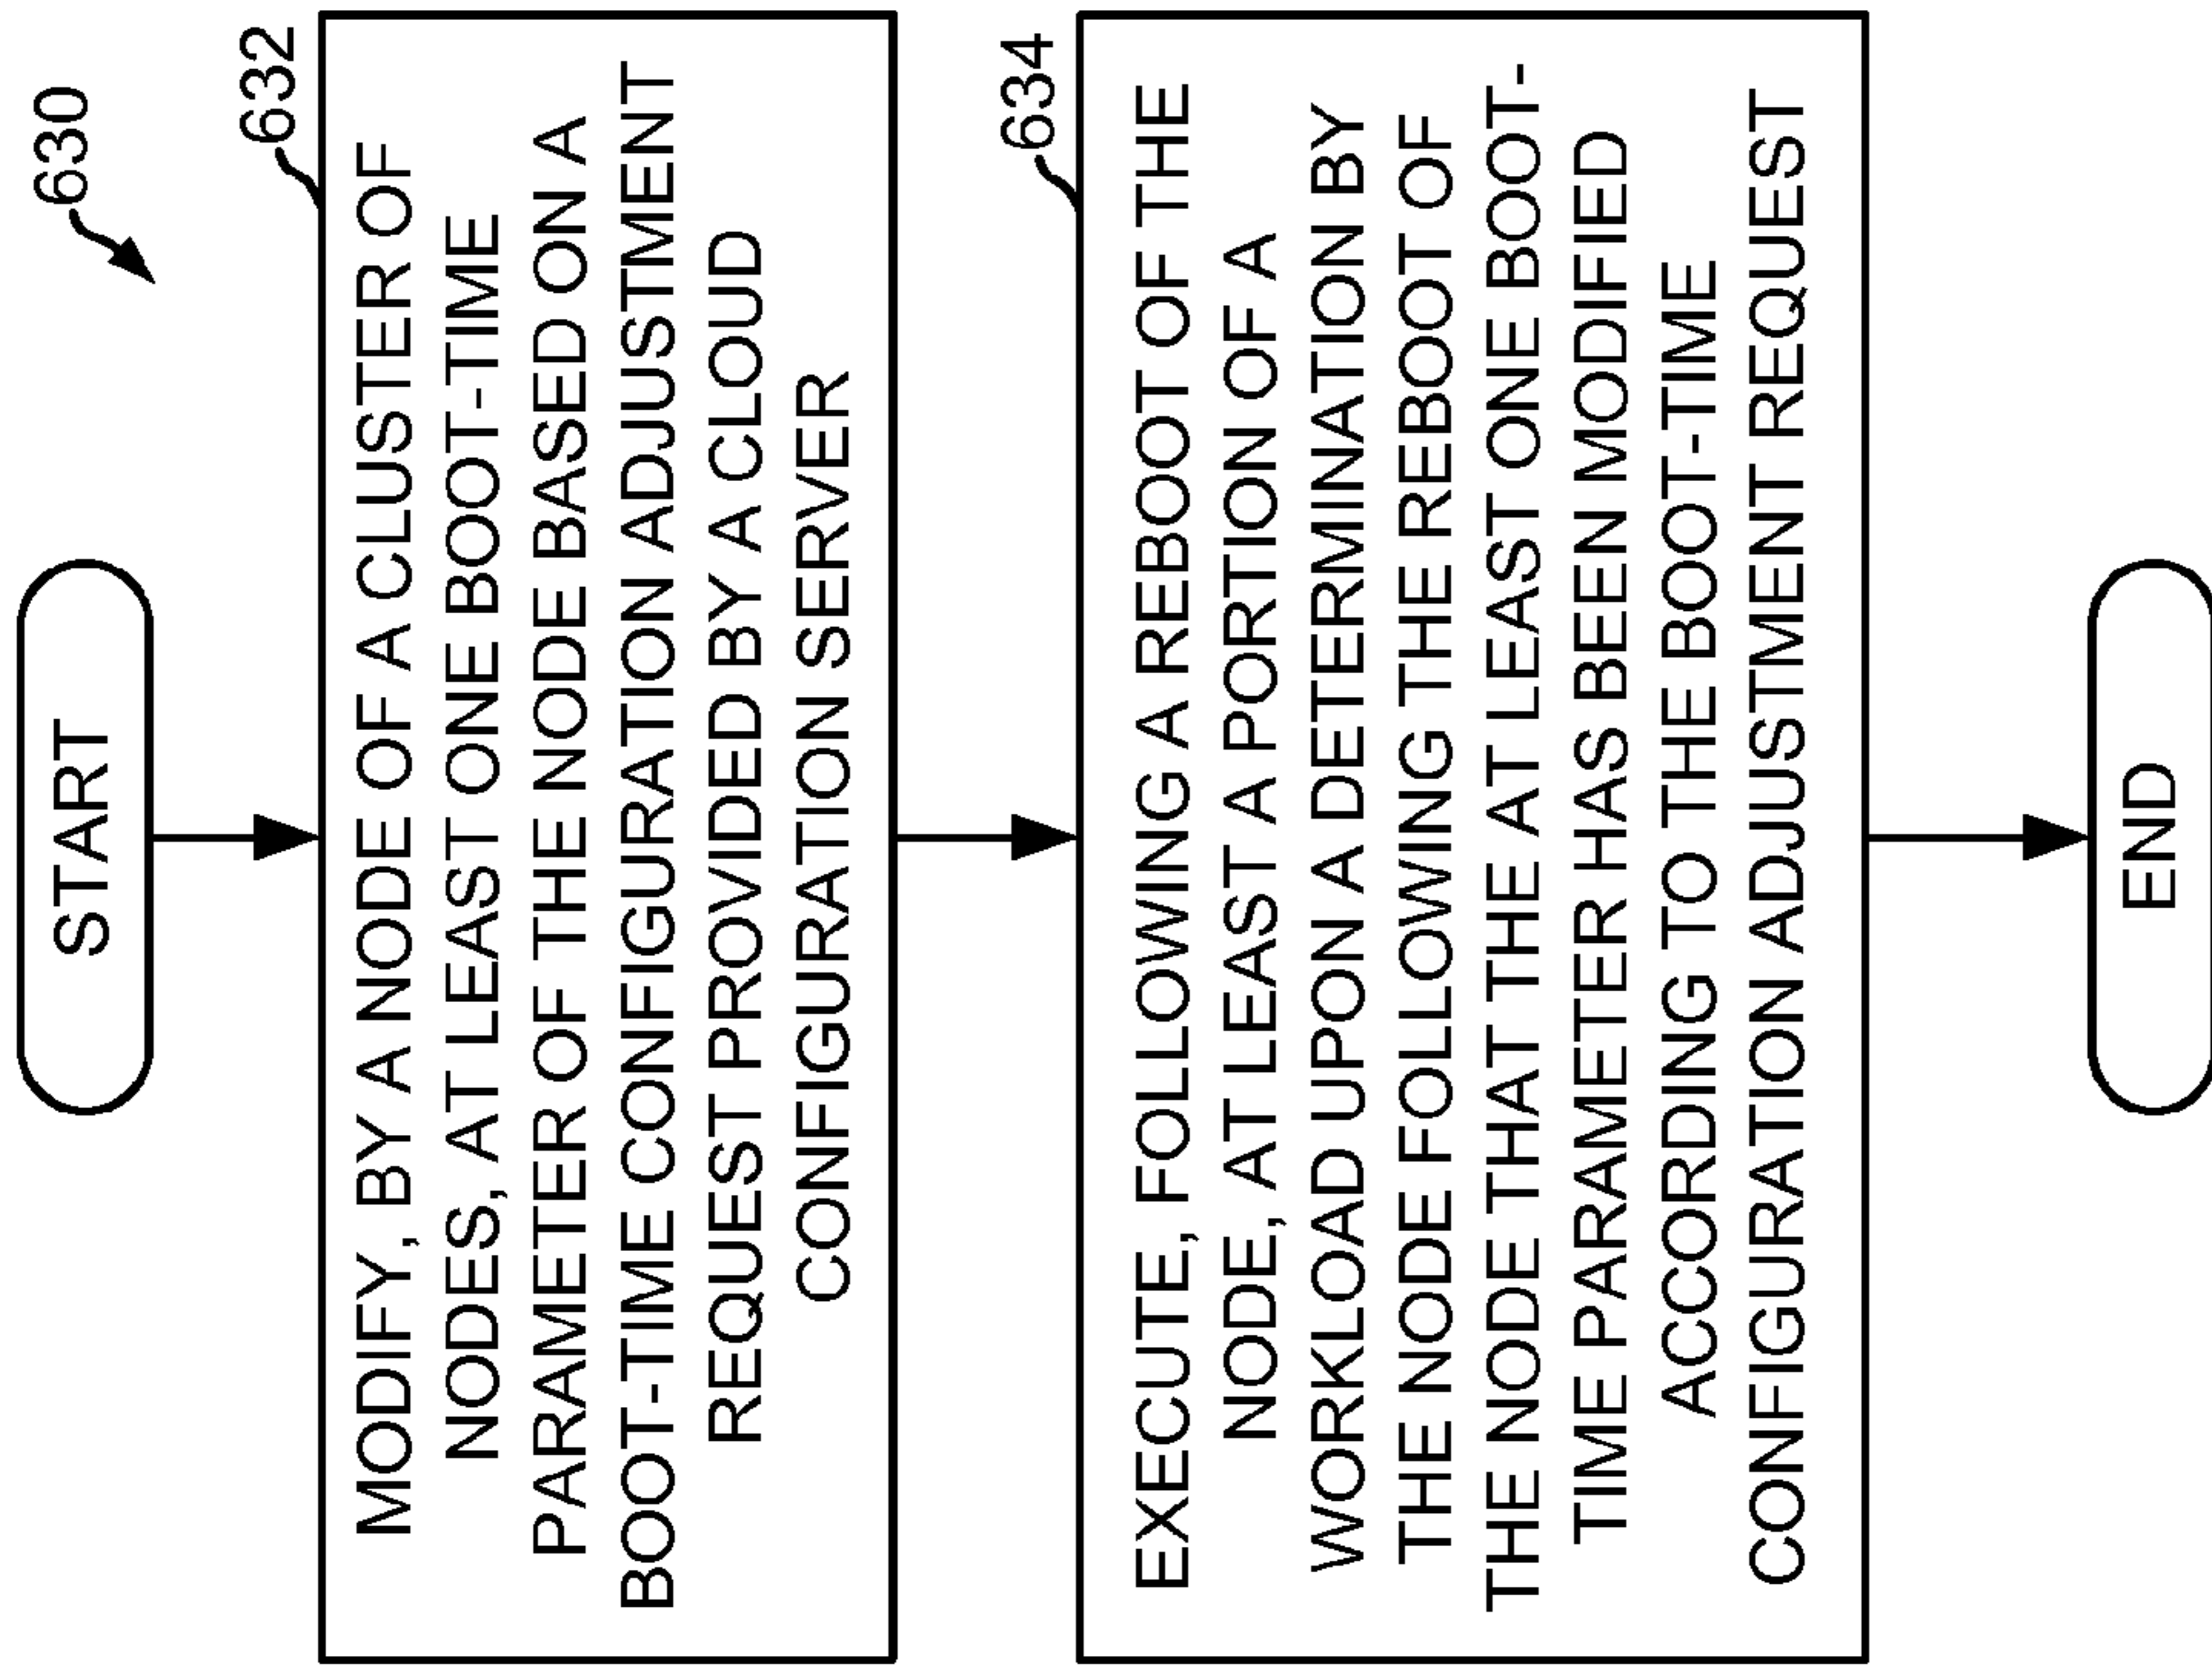 630
START
632
MODIFY, BY A NODE OF A CLUSTER OF
NODES, AT LEAST ONE BOOT-TIME
PARAMETER OF THE NODE BASED ON A
BOOT-TIME CONFIGURATION ADJUSTMENT
REQUEST PROVIDED BY A CLOUD
CONFIGURATION SERVER
634
EXECUTE, FOLLOWING A REBOOT OF THE
NODE, AT LEAST A PORTION OF A
WORKLOAD UPON A DETERMINATION BY
THE NODE FOLLOWING THE REBOOT OF
THE NODE THAT THE AT LEAST ONE BOOT-
TIME PARAMETER HAS BEEN MODIFIED
ACCORDING TO THE BOOT-TIME
CONFIGURATION ADJUSTMENT REQUEST
END